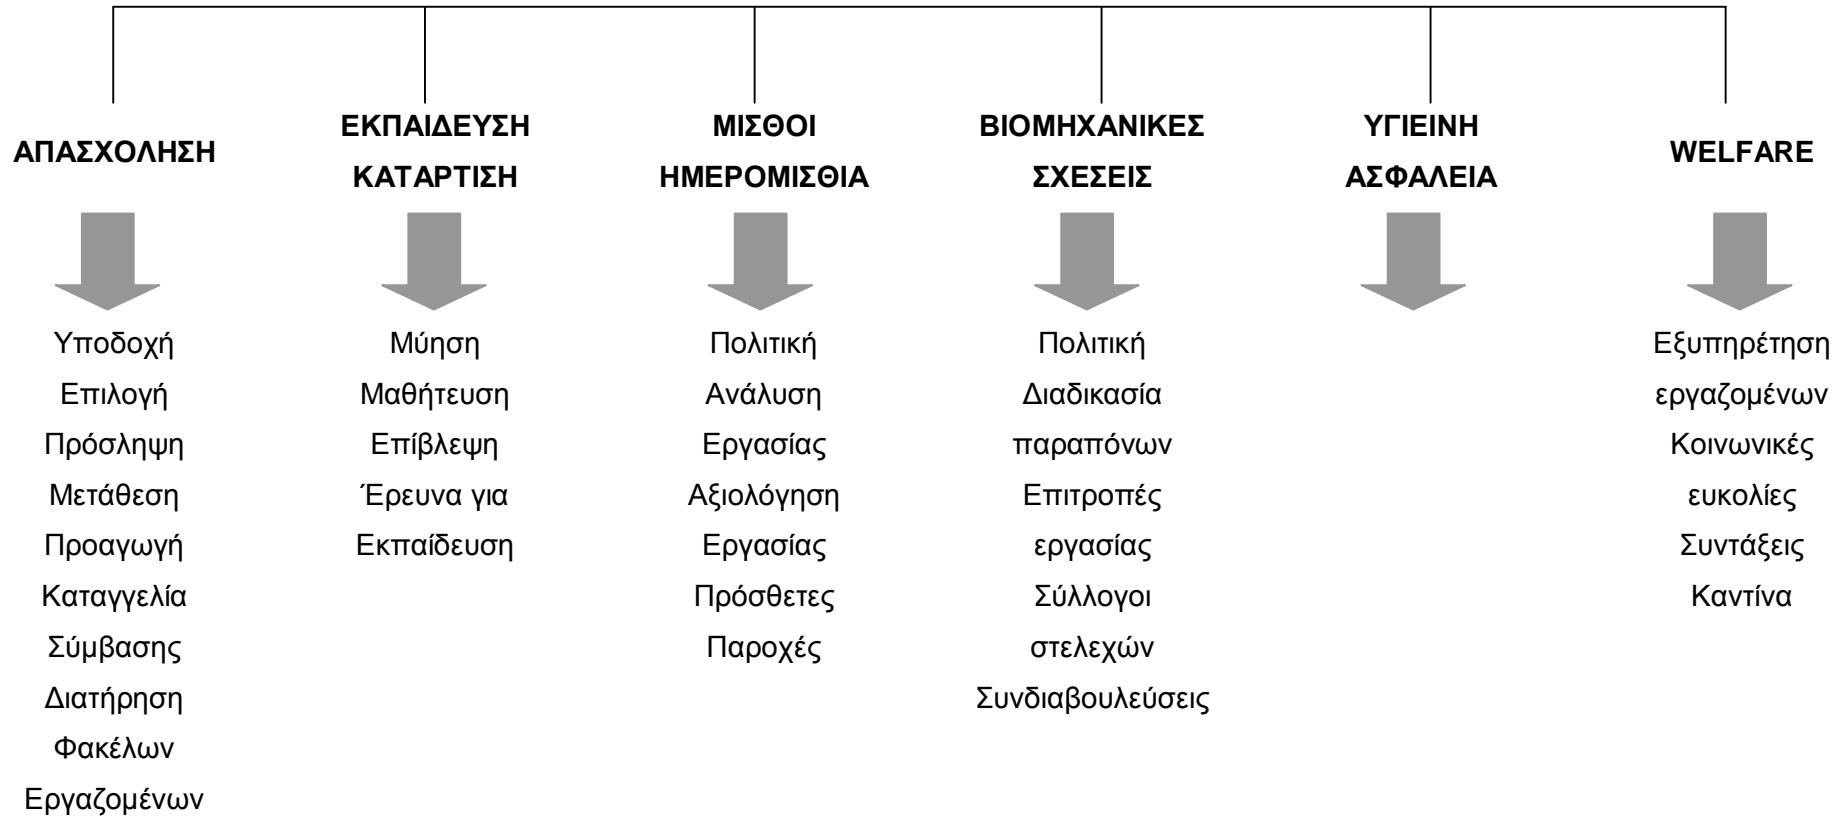 ΑΠΑΣΧΟΛΗΣΗ
Υποδοχή
Επιλογή
Πρόσληψη
Μετάθεση
Προαγωγή
Καταγγελία
Σύμβασης
Διατήρηση
Φακέλων
Εργαζομένων
ΕΚΠΑΙΔΕΥΣΗ
ΚΑΤΑΡΤΙΣΗ
Μύηση
Μαθήτευση
Επίβλεψη
Έρευνα για
Εκπαίδευση
ΜΙΣΘΟΙ
ΗΜΕΡΟΜΙΣΘΙΑ
Πολιτική
Ανάλυση
Εργασίας
Αξιολόγηση
Εργασίας
Πρόσθετες
Παροχές
ΒΙΟΜΗΧΑΝΙΚΕΣ
ΣΧΕΣΕΙΣ
Πολιτική
Διαδικασία
παραπόνων
Επιτροπές
εργασίας
Σύλλογοι
στελεχών
Συνδιαβουλεύσεις
ΥΓΙΕΙΝΗ
ΑΣΦΑΛΕΙΑ
WELFARE
Εξυπηρέτηση
εργαζομένων
Κοινωνικές
ευκολίες
Συντάξεις
Καντίνα